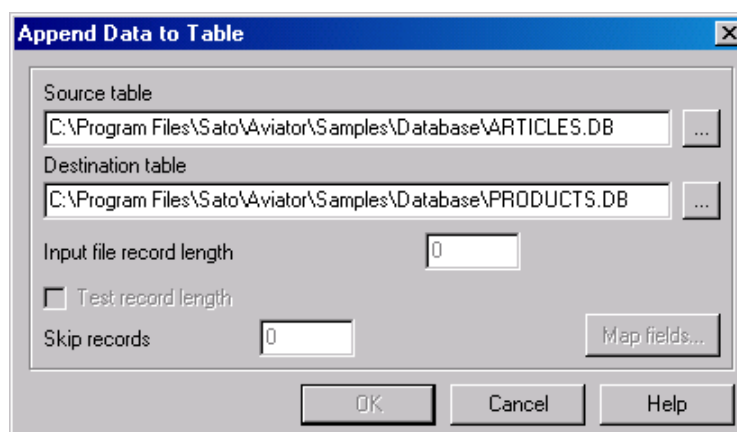 Append Data to Table
Source table
C:\Program Files\Sato\Aviator\Samples\Database\ARTICLES.DB
...
Destination table
C:\Program Files\Sato\Aviator\Samples\Database\PRODUCTS.DB
...
Input file record length 0
Test record length
Skip records 0 Map fields...
OK Cancel Help